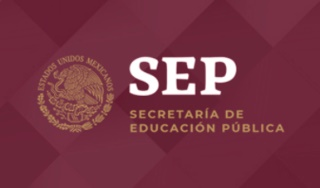 ESTADOS UNIDOS MEXICANOS
SEP
SECRETARÍA DE
EDUCACIÓN PÚBLICA